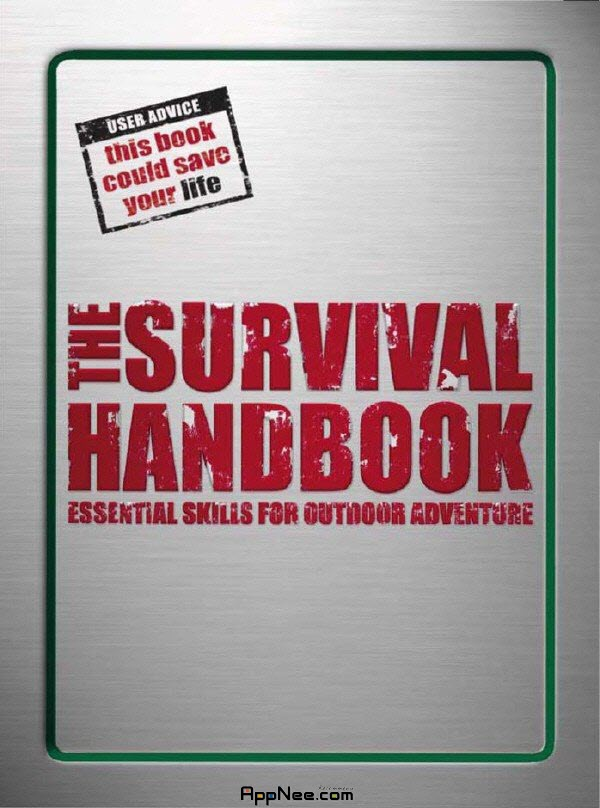 USER ADVICE
this book
could save
your life
THE SURVIVAL
HANDBOOK
ESSENTIAL SKILLS FOR OUTDOOR ADVENTURE
AppNee.com